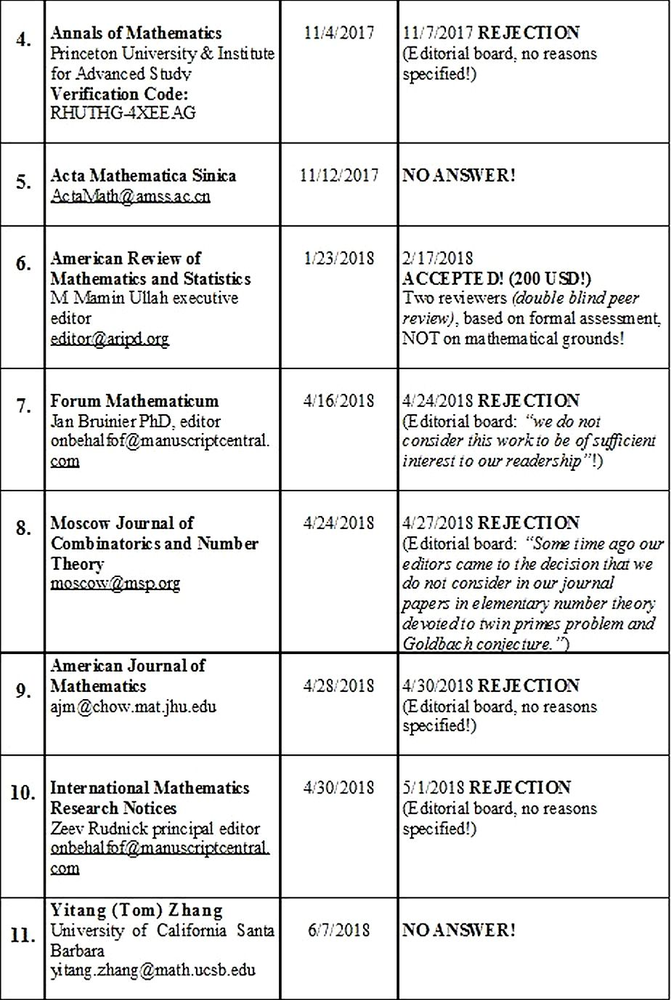 4.
Annals of Mathematics
Princeton University & Institute
for Advanced Study
Verification Code:
RHUTHG-4XEEAG
11/4/2017
11/7/2017 REJECTION
(Editorial board, no reasons
specified!)
5.
Acta Mathematica Sinica
ActaMath@amss.ac.cn
11/12/2017
NO ANSWER!
6.
American Review of
Mathematics and Statistics
M Mamin Ullah executive
editor
editor@aripd.org
1/23/2018
2/17/2018
ACCEPTED! (200 USD!)
Two reviewers (double blind peer
review), based on formal assessment,
NOT on mathematical grounds!
7.
Forum Mathematicum
Jan Bruinier PhD, editor
onbehalfof@manuscriptcentral.
com
4/16/2018
4/24/2018 REJECTION
(Editorial board: “we do not
consider this work to be of sufficient
interest to our readership”!)
8.
Moscow Journal of
Combinatorics and Number
Theory
moscow@msp.org
4/24/2018
4/27/2018 REJECTION
(Editorial board: “Some time ago our
editors came to the decision that we
do not consider in our journal
papers in elementary number theory
devoted to twin primes problem and
Goldbach conjecture.”)
9.
American Journal of
Mathematics
ajm@chow.mat.jhu.edu
4/28/2018
4/30/2018 REJECTION
(Editorial board, no reasons
specified!)
10.
International Mathematics
Research Notices
Zeev Rudnick principal editor
onbehalfof@manuscriptcentral.
com
4/30/2018
5/1/2018 REJECTION
(Editorial board, no reasons
specified!)
11.
Yitang (Tom) Zhang
University of California Santa
Barbara
yitang.zhang@math.ucsb.edu
6/7/2018
NO ANSWER!